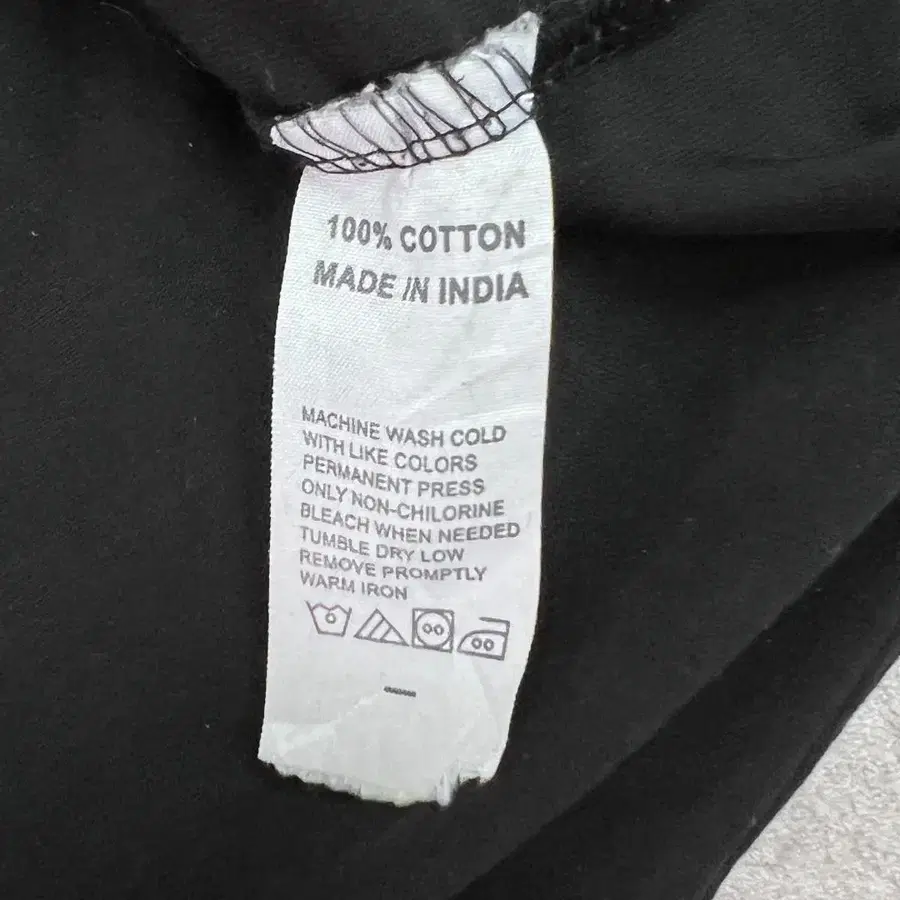 100% COTTON
MADE IN INDIA
MACHINE WASH COLD
WITH LIKE COLORS
PERMANENT PRESS
ONLY NON-CHILORINE
BLEACH WHEN NEEDED
TUMBLE DRY LOW
REMOVE PROMPTLY
WARM IRON